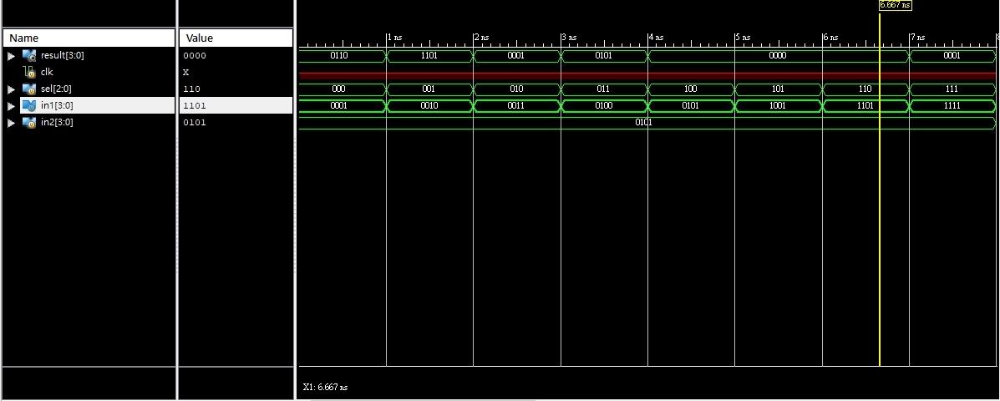 6.667 ns
Name Value
1 ns 2 ns 3 ns 4 ns 5 ns 6 ns 7 ns 8
result[3:0] 0000 0110 1101 0001 0101 0000 0001
clk X
sel[2:0] 110 000 001 010 011 100 101 110 111
in1[3:0] 1101 0001 0010 0011 0100 0101 1001 1101 1111
in2[3:0] 0101 0101
X1: 6.667 ns